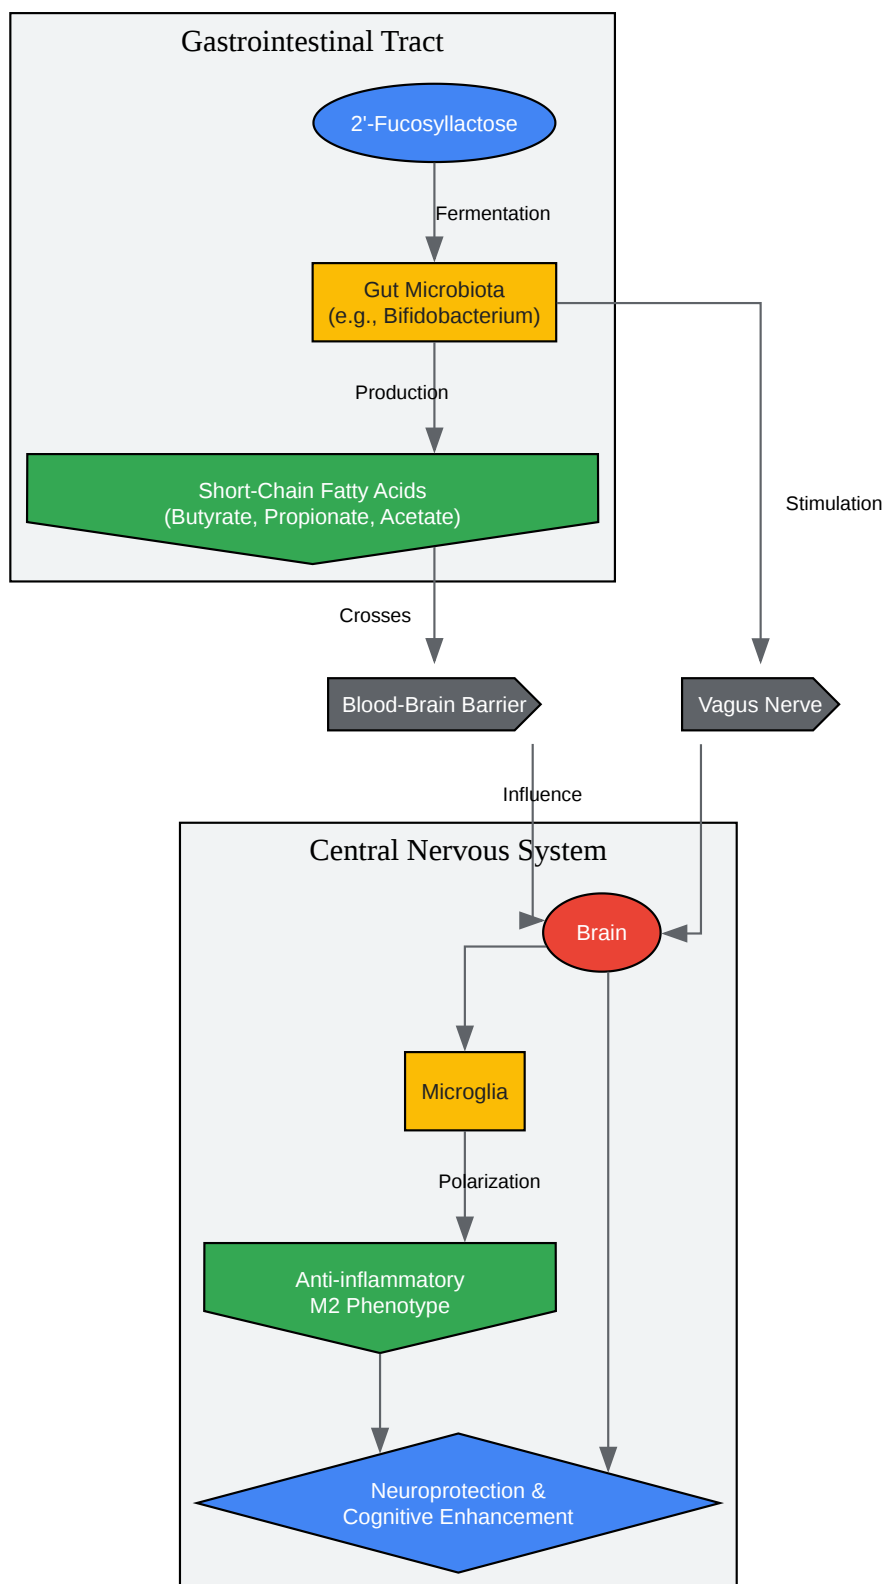 Gastrointestinal Tract
2'-Fucosyllactose
Fermentation
Gut Microbiota
(e.g., Bifidobacterium)
Production
Short-Chain Fatty Acids
(Butyrate, Propionate, Acetate)
Stimulation
Crosses
Blood-Brain Barrier
Vagus Nerve
Influence
Central Nervous System
Brain
Microglia
Polarization
Anti-inflammatory
M2 Phenotype
Neuroprotection &
Cognitive Enhancement